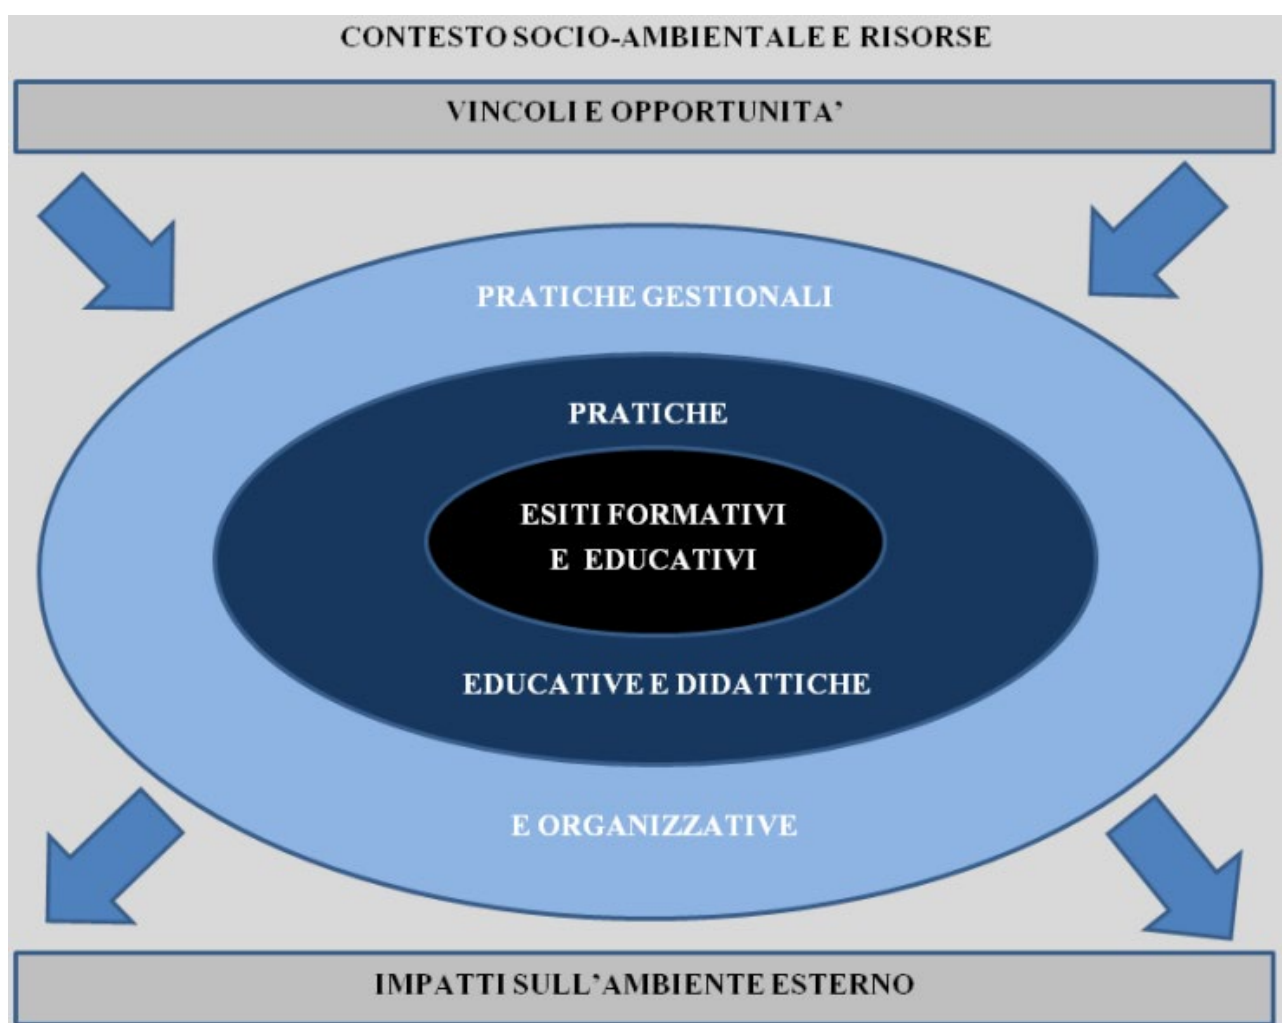 CONTESTO SOCIO-AMBIENTALE E RISORSE
VINCOLI E OPPORTUNITA’
PRATICHE GESTIONALI
PRATICHE
ESITI FORMATIVI
E EDUCATIVI
EDUCATIVE E DIDATTICHE
E ORGANIZZATIVE
IMPATTI SULL’AMBIENTE ESTERNO